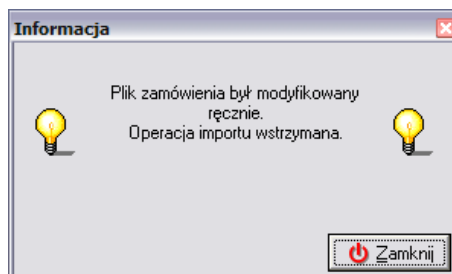 Informacja
Plik zamówienia był modyfikowany
ręcznie.
Operacja importu wstrzymana.
Zamknij